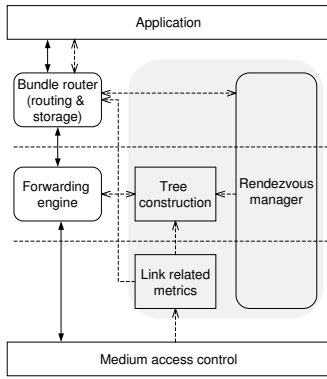 Application
Bundle router
(routing &
storage)
Forwarding
engine
Tree
construction
Rendezvous
manager
Link related
metrics
Medium access control